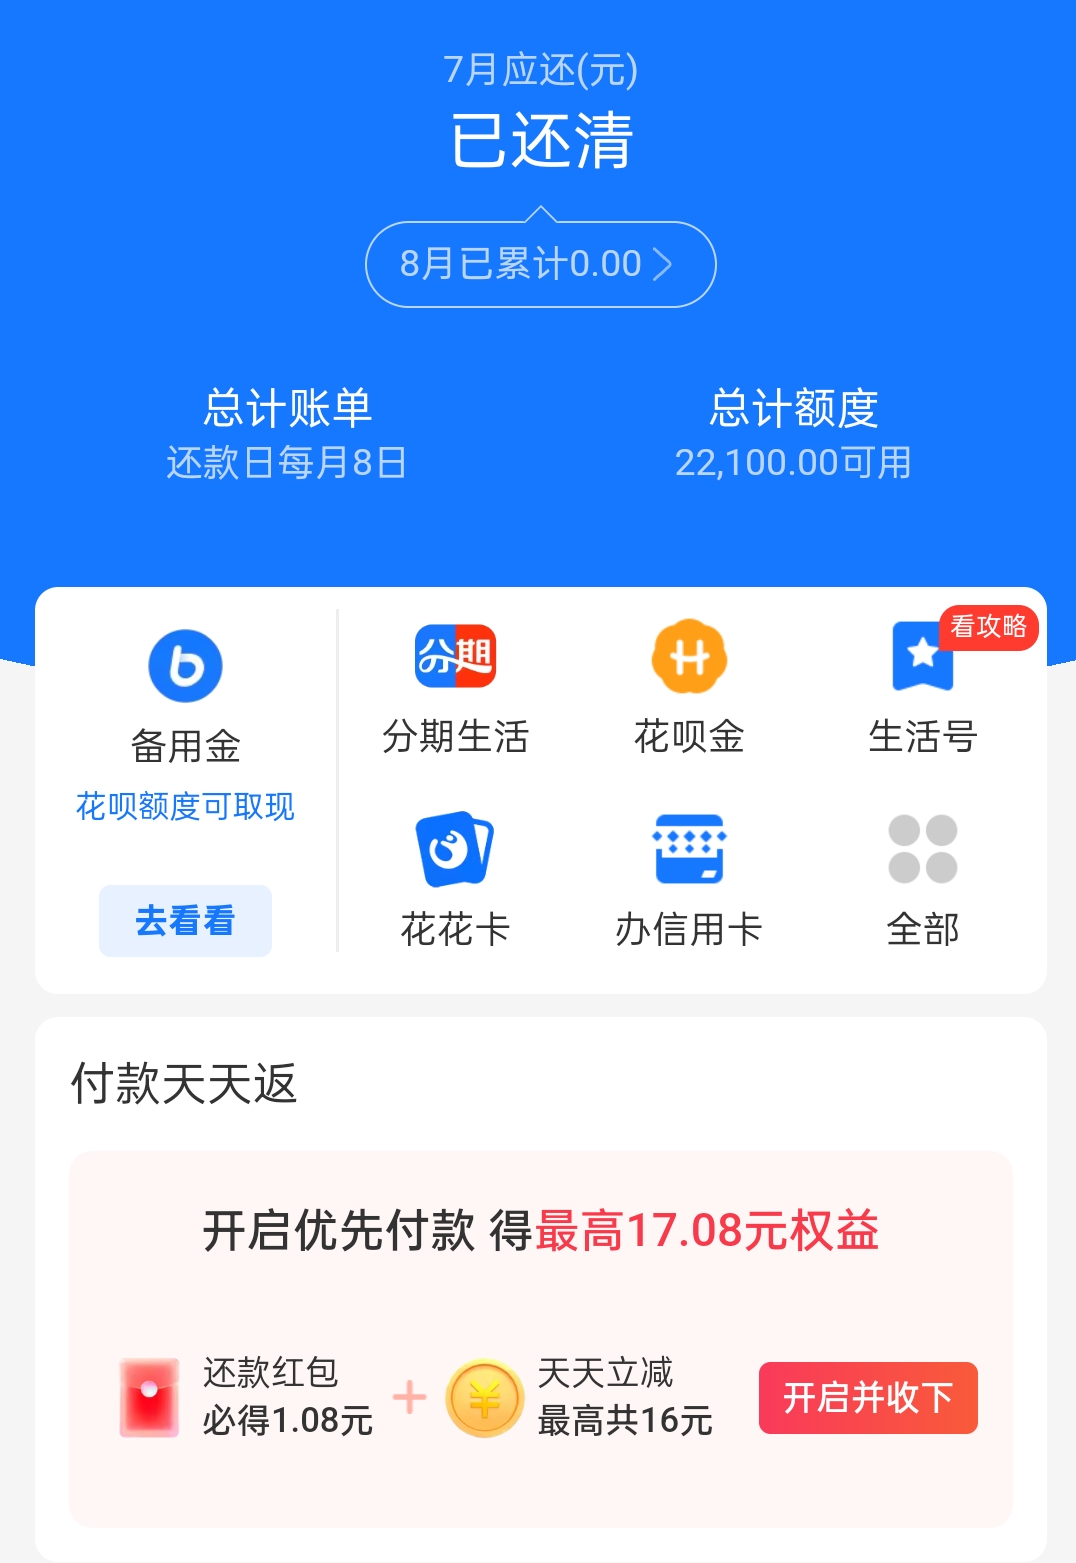 7月应还(元)
已还清
8月已累计0.00
总计账单
总计额度
还款日每月8日
22,100.00可用
看攻略
分期
备用金
分期生活
花呗金
生活号
花呗额度可取现
去看看
花花卡
办信用卡
全部
付款天天返
开启优先付款 得最高17.08元权益
还款红包
必得1.08元
天天立减
最高共16元
开启并收下